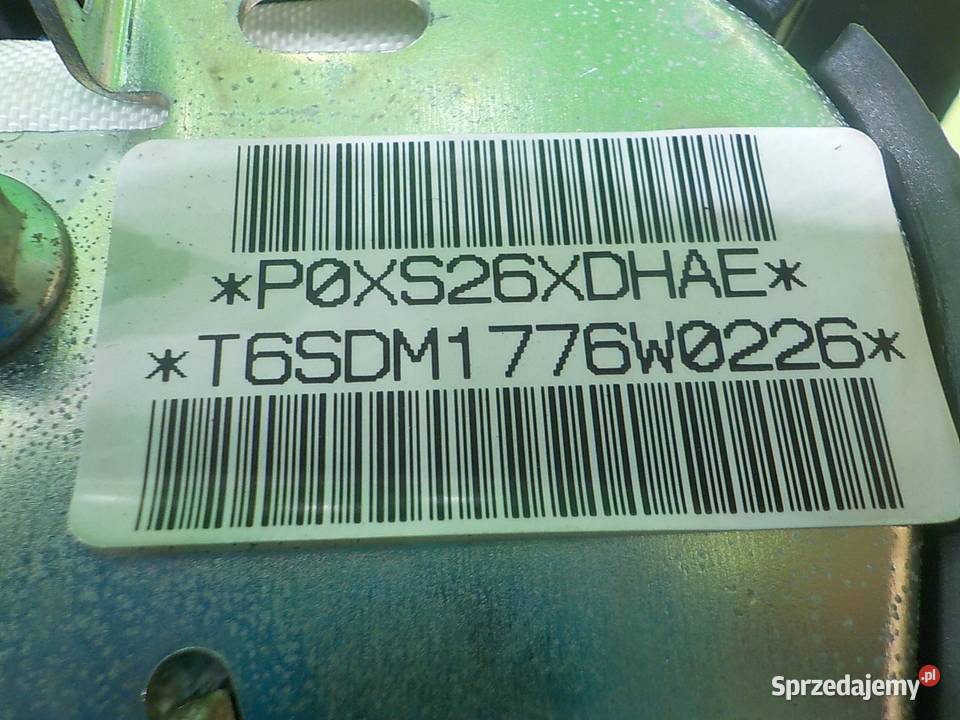 *P0XS26XDHAE*
*T6SDM1776W0226*
Sprzedajemy.pl